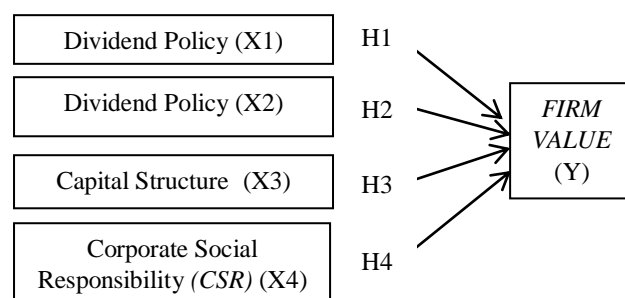 Dividend Policy (X1)
H1
Dividend Policy (X2)
H2
Capital Structure (X3)
H3
Corporate Social
Responsibility (CSR) (X4)
H4
FIRM
VALUE
(Y)